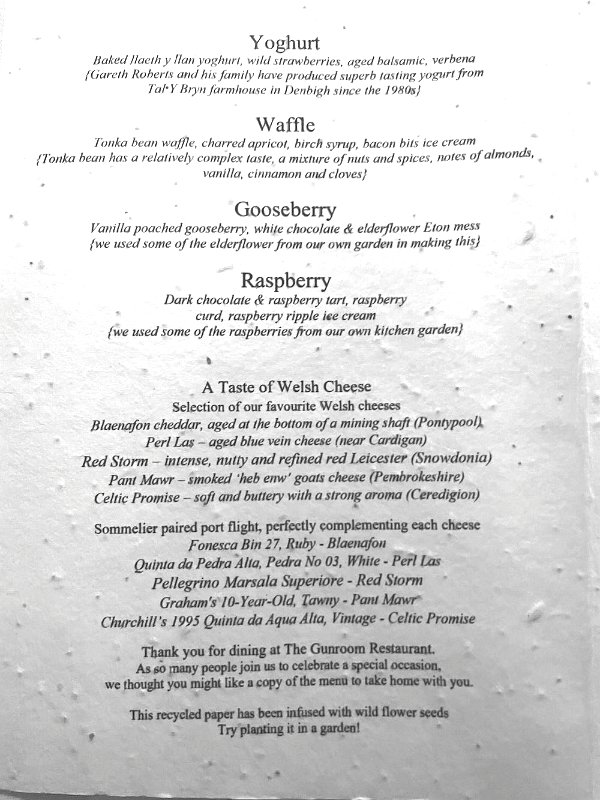 Yoghurt
Baked llaeth y llan yoghurt, wild strawberries, aged balsamic, verbena
{Gareth Roberts and his family have produced superb tasting yogurt from
Tal·Y Bryn farmhouse in Denbigh since the 1980s}
Waffle
Tonka bean waffle, charred apricot, birch syrup, bacon bits ice cream
{Tonka bean has a relatively complex taste, a mixture of nuts and spices, notes of almonds,
vanilla, cinnamon and cloves}
Gooseberry
Vanilla poached gooseberry, white chocolate & elderflower Eton mess
{we used some of the elderflower from our own garden in making this}
Raspberry
Dark chocolate & raspberry tart, raspberry
curd, raspberry ripple ice cream
{we used some of the raspberries from our own kitchen garden}
A Taste of Welsh Cheese
Selection of our favourite Welsh cheeses
Blaenafon cheddar, aged at the bottom of a mining shaft (Pontypool)
Perl Las – aged blue vein cheese (near Cardigan)
Red Storm – intense, nutty and refined red Leicester (Snowdonia)
Pant Mawr – smoked 'heb enw' goats cheese (Pembrokeshire)
Celtic Promise – soft and buttery with a strong aroma (Ceredigion)
Sommelier paired port flight, perfectly complementing each cheese
Fonesca Bin 27, Ruby - Blaenafon
Quinta da Pedra Alta, Pedra No 03, White - Perl Las
Pellegrino Marsala Superiore - Red Storm
Graham's 10-Year-Old, Tawny - Pant Mawr
Churchill's 1995 Quinta da Aqua Alta, Vintage - Celtic Promise
Thank you for dining at The Gunroom Restaurant.
As so many people join us to celebrate a special occasion,
we thought you might like a copy of the menu to take home with you.
This recycled paper has been infused with wild flower seeds
Try planting it in a garden!